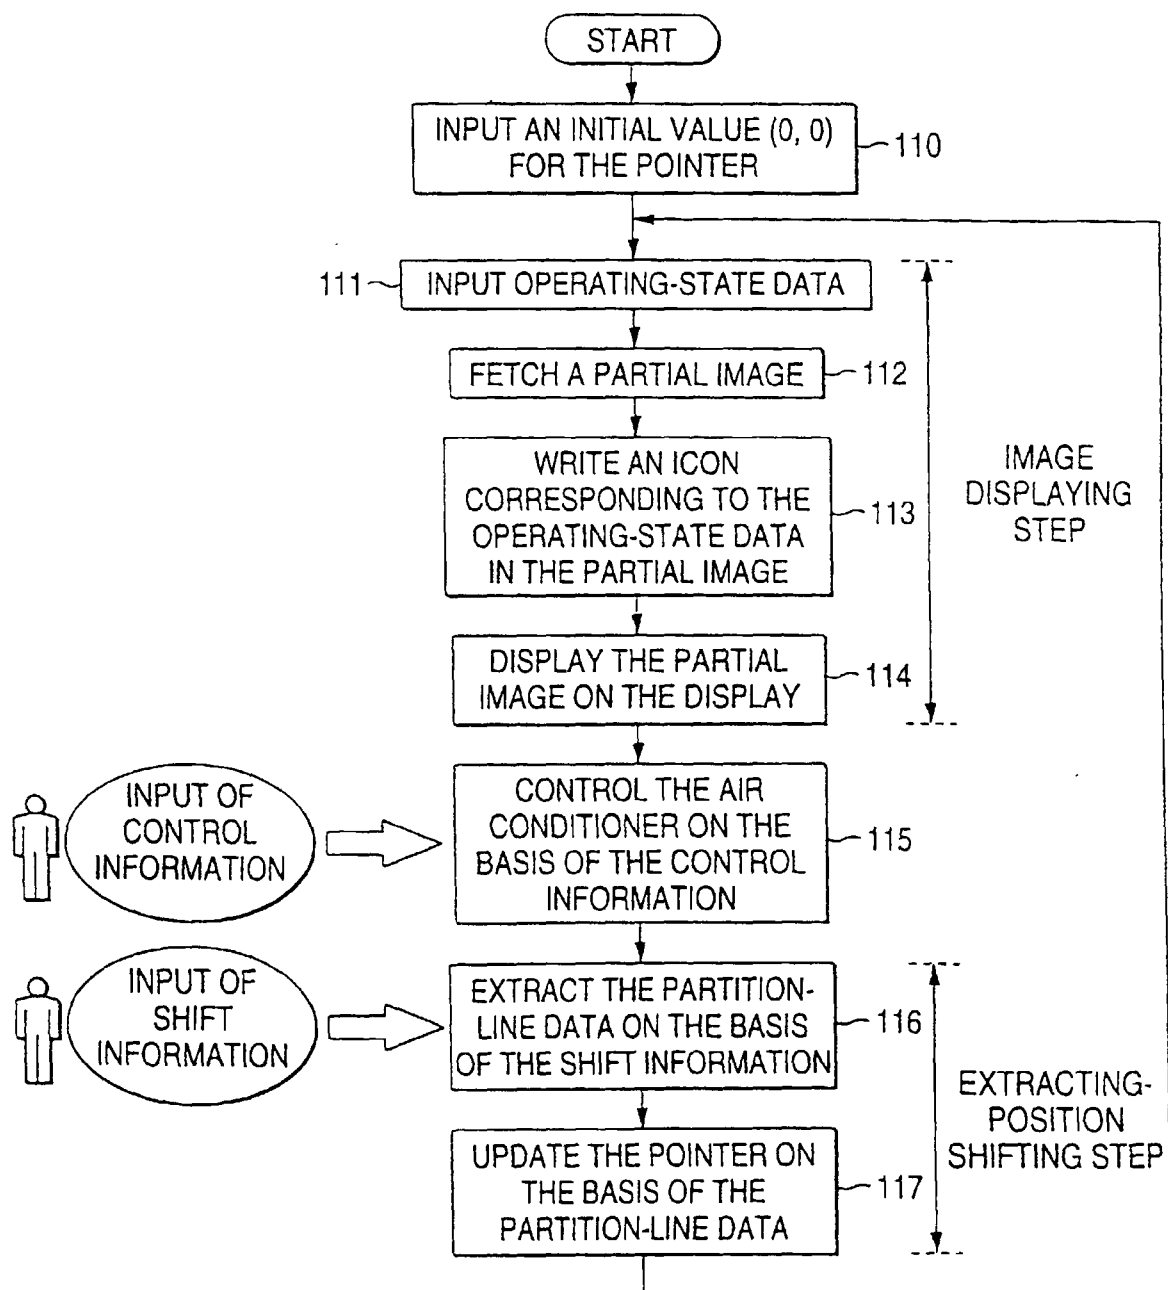 START
INPUT AN INITIAL VALUE (0, 0)
FOR THE POINTER
110
111
INPUT OPERATING-STATE DATA
FETCH A PARTIAL IMAGE
112
WRITE AN ICON
CORRESPONDING TO THE
OPERATING-STATE DATA
IN THE PARTIAL IMAGE
113
IMAGE
DISPLAYING
STEP
DISPLAY THE PARTIAL
IMAGE ON THE DISPLAY
114
INPUT OF
CONTROL
INFORMATION
CONTROL THE AIR
CONDITIONER ON THE
BASIS OF THE CONTROL
INFORMATION
115
INPUT OF
SHIFT
INFORMATION
EXTRACT THE PARTITION-
LINE DATA ON THE BASIS
OF THE SHIFT INFORMATION
116
EXTRACTING-
POSITION
SHIFTING STEP
UPDATE THE POINTER ON
THE BASIS OF THE
PARTITION-LINE DATA
117